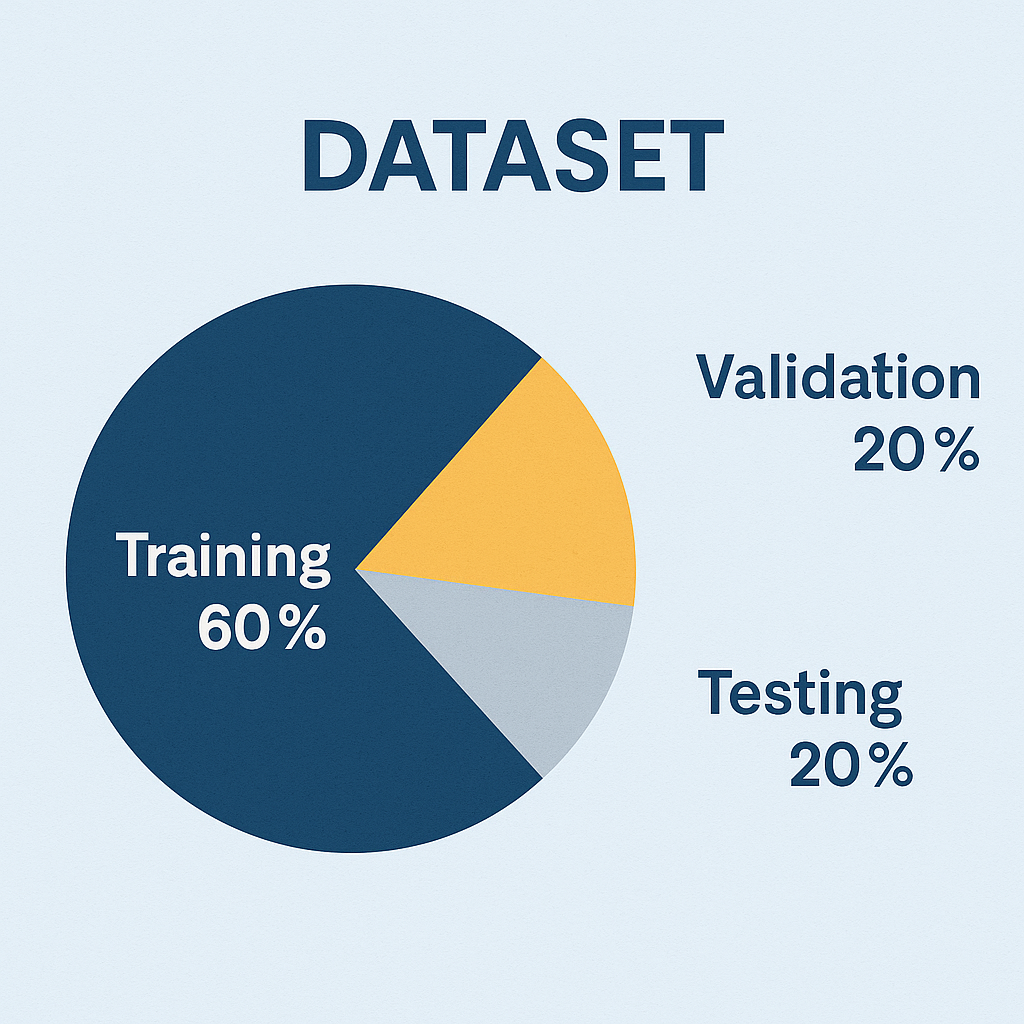 DATASET
Training
60%
Validation
20%
Testing
20%